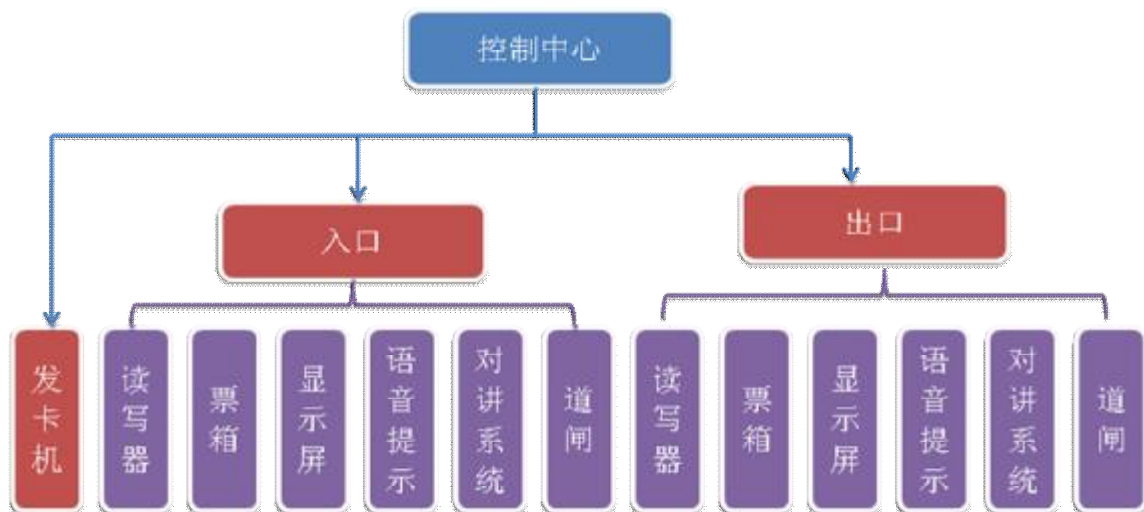 控制中心
入口
出口
发卡机
读写器
票箱
显示屏
语音提示
对讲系统
道闸
读写器
票箱
显示屏
语音提示
对讲系统
道闸